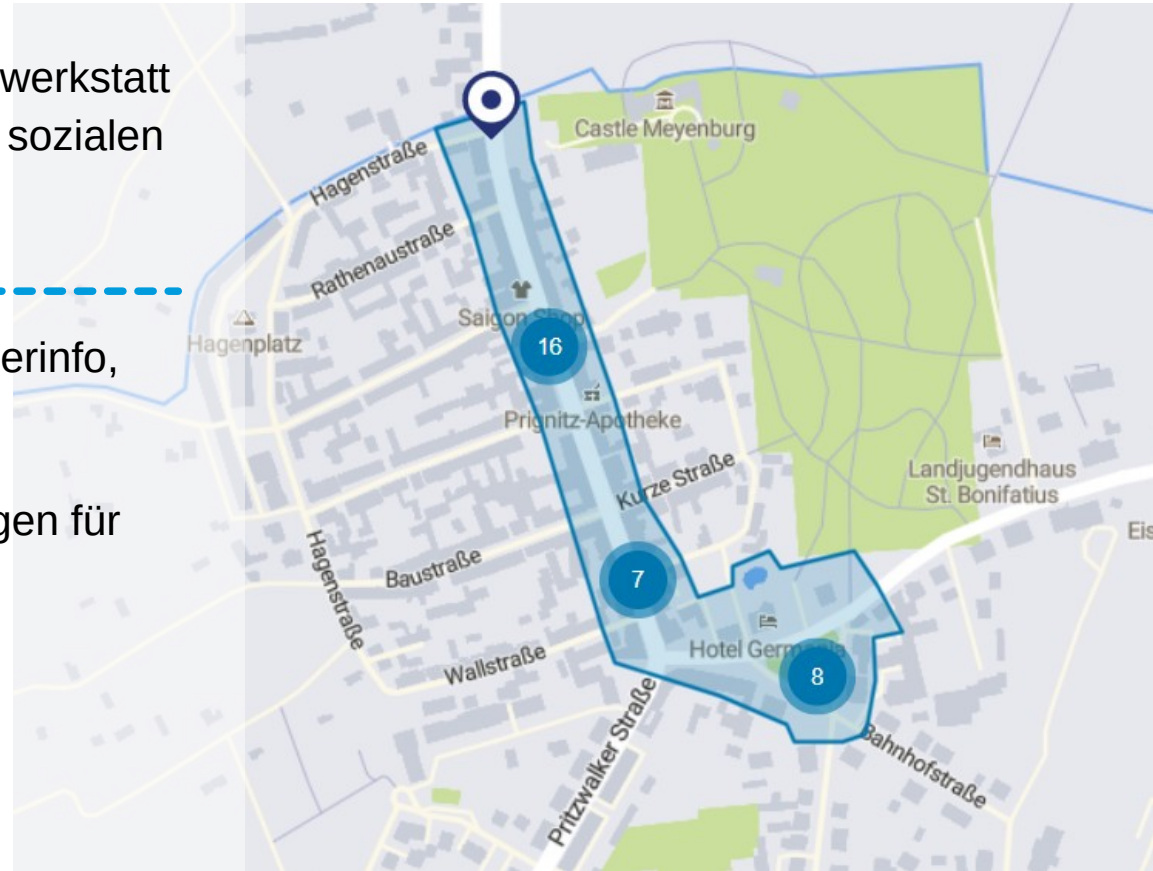 werkstatt
sozialen
erinfo,
gen für
Castle Meyenburg
Hagenstraße
Rathenaustraße
Saigon Shop
Hagenplatz
16
Prignitz-Apotheke
Kurze Straße
Landjugendhaus
St. Bonifatius
Eis
Hagenstraße
Baustraße
7
Wallstraße
Hotel Germania
8
Pritzwalker Straße
Bahnhofstraße